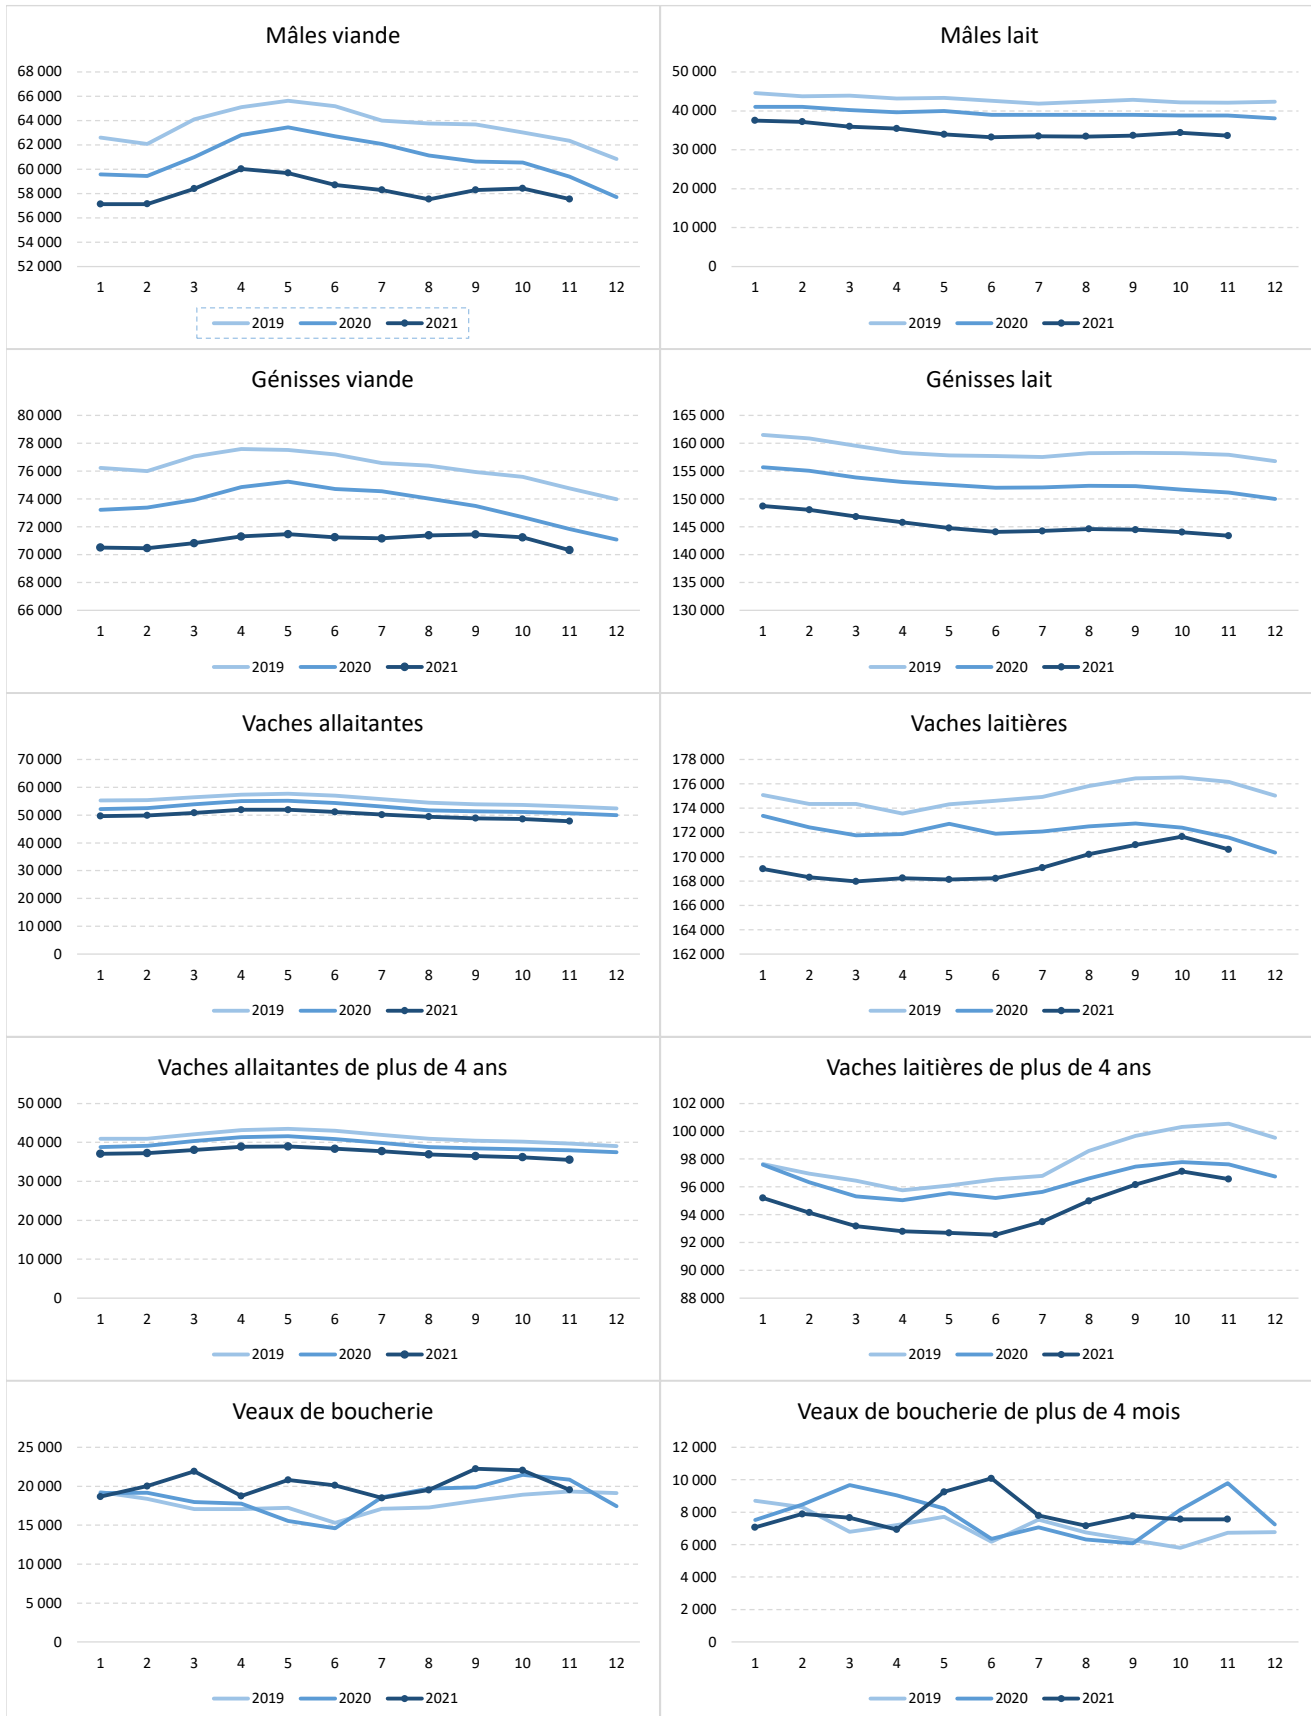 Mâles viande
68 000
66 000
64 000
62 000
60 000
58 000
56 000
54 000
52 000
1 2 3 4 5 6 7 8 9 10 11 12
2019 2020 2021
Mâles lait
50 000
40 000
30 000
20 000
10 000
0
1 2 3 4 5 6 7 8 9 10 11 12
2019 2020 2021
Génisses viande
80 000
78 000
76 000
74 000
72 000
70 000
68 000
66 000
1 2 3 4 5 6 7 8 9 10 11 12
2019 2020 2021
Génisses lait
165 000
160 000
155 000
150 000
145 000
140 000
135 000
130 000
1 2 3 4 5 6 7 8 9 10 11 12
2019 2020 2021
Vaches allaitantes
70 000
60 000
50 000
40 000
30 000
20 000
10 000
0
1 2 3 4 5 6 7 8 9 10 11 12
2019 2020 2021
Vaches laitières
178 000
176 000
174 000
172 000
170 000
168 000
166 000
164 000
162 000
1 2 3 4 5 6 7 8 9 10 11 12
2019 2020 2021
Vaches allaitantes de plus de 4 ans
50 000
40 000
30 000
20 000
10 000
0
1 2 3 4 5 6 7 8 9 10 11 12
2019 2020 2021
Vaches laitières de plus de 4 ans
102 000
100 000
98 000
96 000
94 000
92 000
90 000
88 000
1 2 3 4 5 6 7 8 9 10 11 12
2019 2020 2021
Veaux de boucherie
25 000
20 000
15 000
10 000
5 000
0
1 2 3 4 5 6 7 8 9 10 11 12
2019 2020 2021
Veaux de boucherie de plus de 4 mois
12 000
10 000
8 000
6 000
4 000
2 000
0
1 2 3 4 5 6 7 8 9 10 11 12
2019 2020 2021